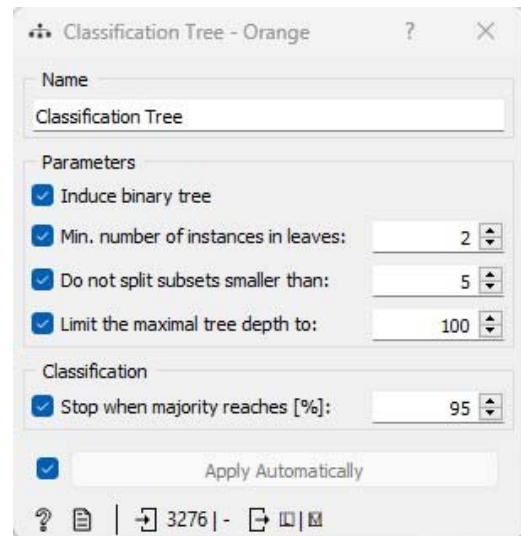 Classification Tree - Orange ? ×
Name
Classification Tree
Parameters
Induce binary tree
Min. number of instances in leaves: 2
Do not split subsets smaller than: 5
Limit the maximal tree depth to: 100
Classification
Stop when majority reaches [%]: 95
Apply Automatically
? 3276 | - |